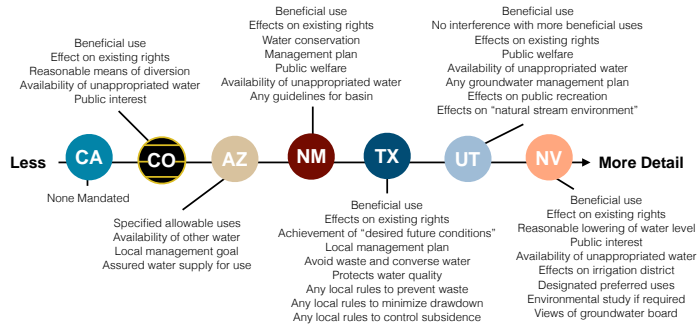 Beneficial use
Effect on existing rights
Reasonable means of diversion
Availability of unappropriated water
Public interest
Beneficial use
Effects on existing rights
Water conservation
Management plan
Public welfare
Availability of unappropriated water
Any guidelines for basin
Beneficial use
No interference with more beneficial uses
Effects on existing rights
Public welfare
Availability of unappropriated water
Any groundwater management plan
Effects on public recreation
Effects on “natural stream environment”
Less
CA
CO
AZ
NM
TX
UT
NV
More Detail
None Mandated
Specified allowable uses
Availability of other water
Local management goal
Assured water supply for use
Beneficial use
Effects on existing rights
Achievement of “desired future conditions”
Local management plan
Avoid waste and converse water
Protects water quality
Any local rules to prevent waste
Any local rules to minimize drawdown
Any local rules to control subsidence
Beneficial use
Effect on existing rights
Reasonable lowering of water level
Public interest
Availability of unappropriated water
Effects on irrigation district
Designated preferred uses
Environmental study if required
Views of groundwater board